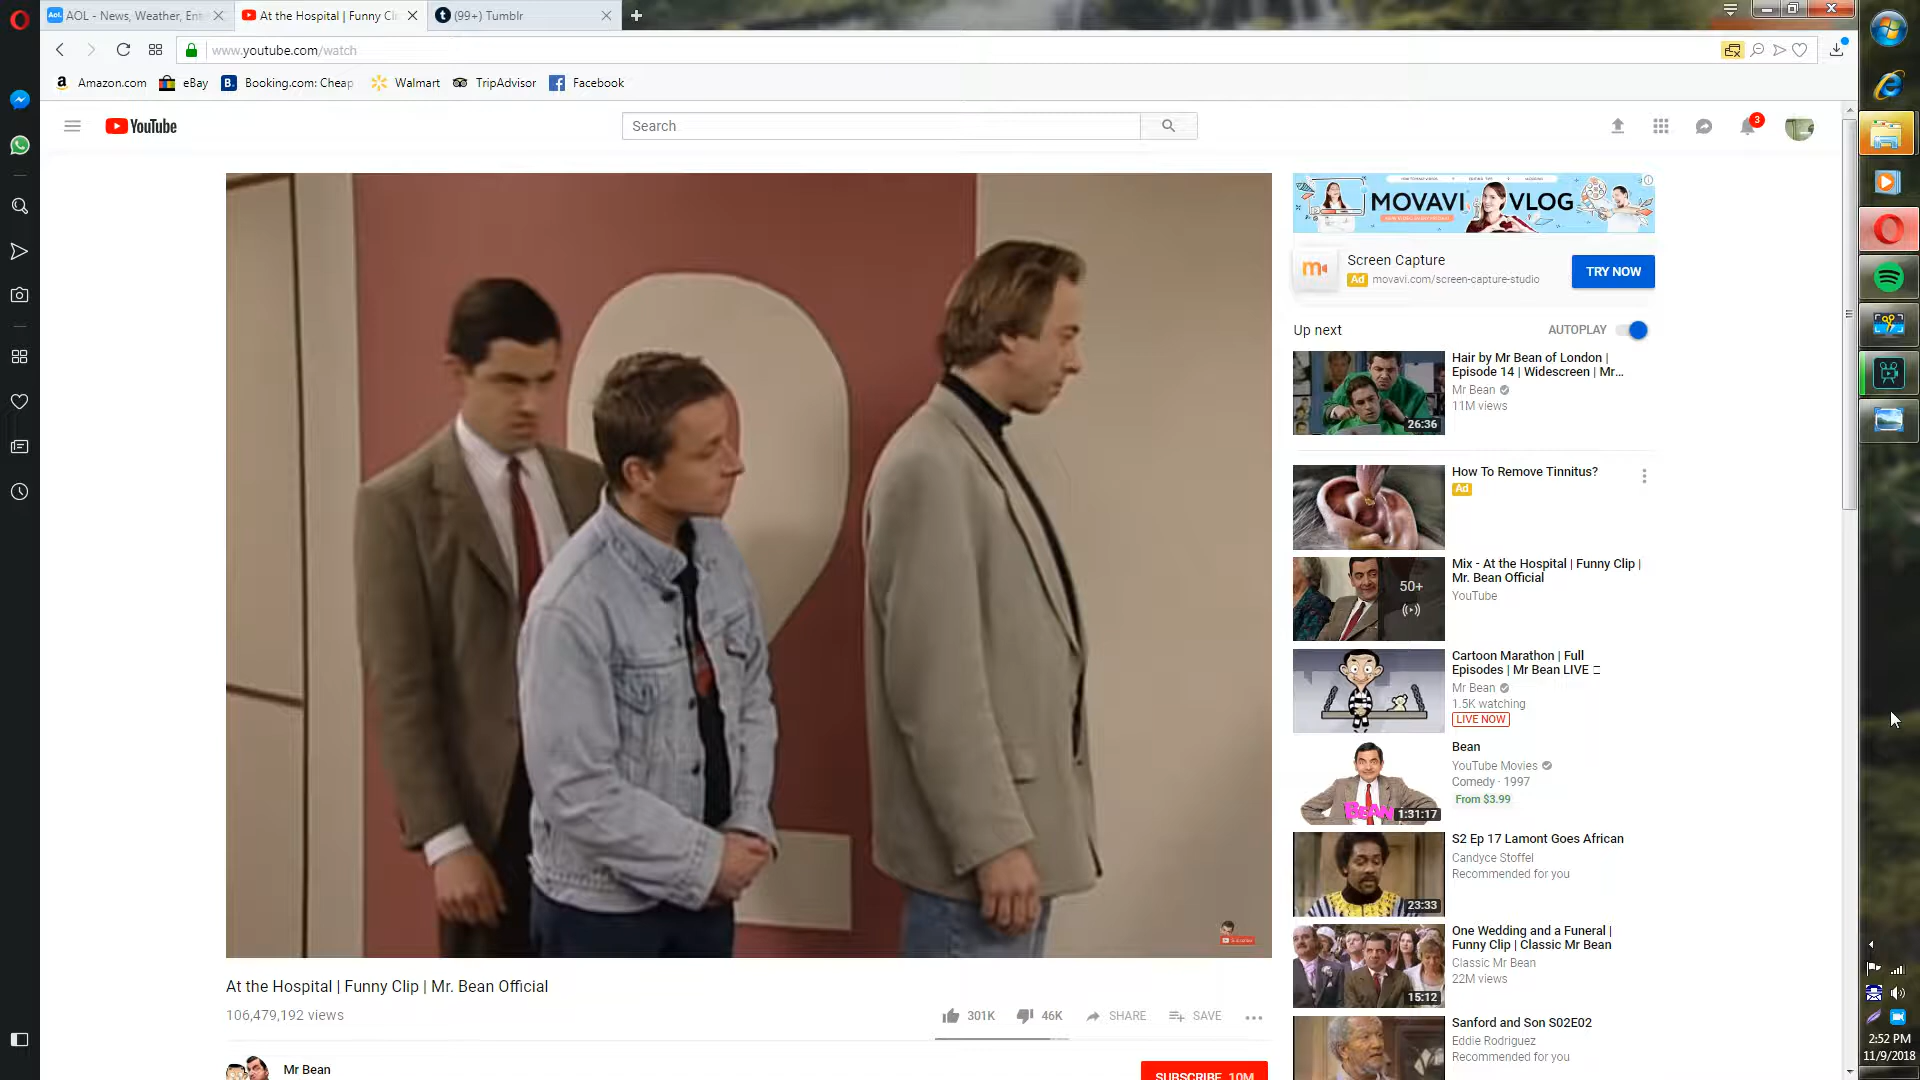 AOL - News, Weather, Ent
At the Hospital | Funny Cli
(99+) Tumblr
www.youtube.com/watch
Amazon.com
eBay
Booking.com: Cheap
Walmart
TripAdvisor
Facebook
YouTube
Search
3
MOVAVI VLOG
Screen Capture
Ad movavi.com/screen-capture-studio
TRY NOW
Up next
AUTOPLAY
Hair by Mr Bean of London |
Episode 14 | Widescreen | Mr...
Mr Bean
11M views
26:36
How To Remove Tinnitus?
Ad
Mix - At the Hospital | Funny Clip |
Mr. Bean Official
YouTube
50+
Cartoon Marathon | Full
Episodes | Mr Bean LIVE
Mr Bean
1.5K watching
LIVE NOW
Bean
YouTube Movies
Comedy · 1997
From $3.99
BEAN
1:31:17
S2 Ep 17 Lamont Goes African
Candyce Stoffel
Recommended for you
23:33
One Wedding and a Funeral |
Funny Clip | Classic Mr Bean
Classic Mr Bean
22M views
15:12
Sanford and Son S02E02
Eddie Rodriguez
Recommended for you
At the Hospital | Funny Clip | Mr. Bean Official
106,479,192 views
301K
46K
SHARE
SAVE
Mr Bean
SUBSCRIBE 10M
2:52 PM
11/9/2018